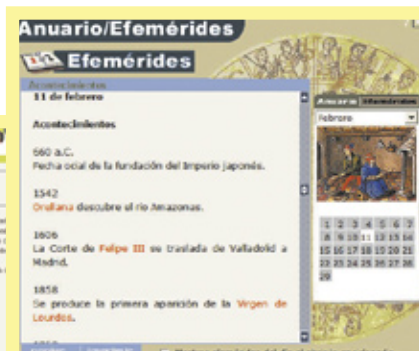 Anuario/Efemérides
Efemérides
Acontecimientos
11 de febrero
Acontecimientos
660 a.C.
Fecha ocial de la fundación del Imperio japonés.
1542
Orellana descubre el río Amazonas.
1606
La Corte de Felipe III se traslada de Valladolid a
Madrid.
1858
Se produce la primera aparición de la Virgen de
Lourdes.
Anuario Efemérides
Febrero
1 2 3 4 5 6 7
8 9 10 11 12 13 14
15 16 17 18 19 20 21
22 23 24 25 26 27 28
29